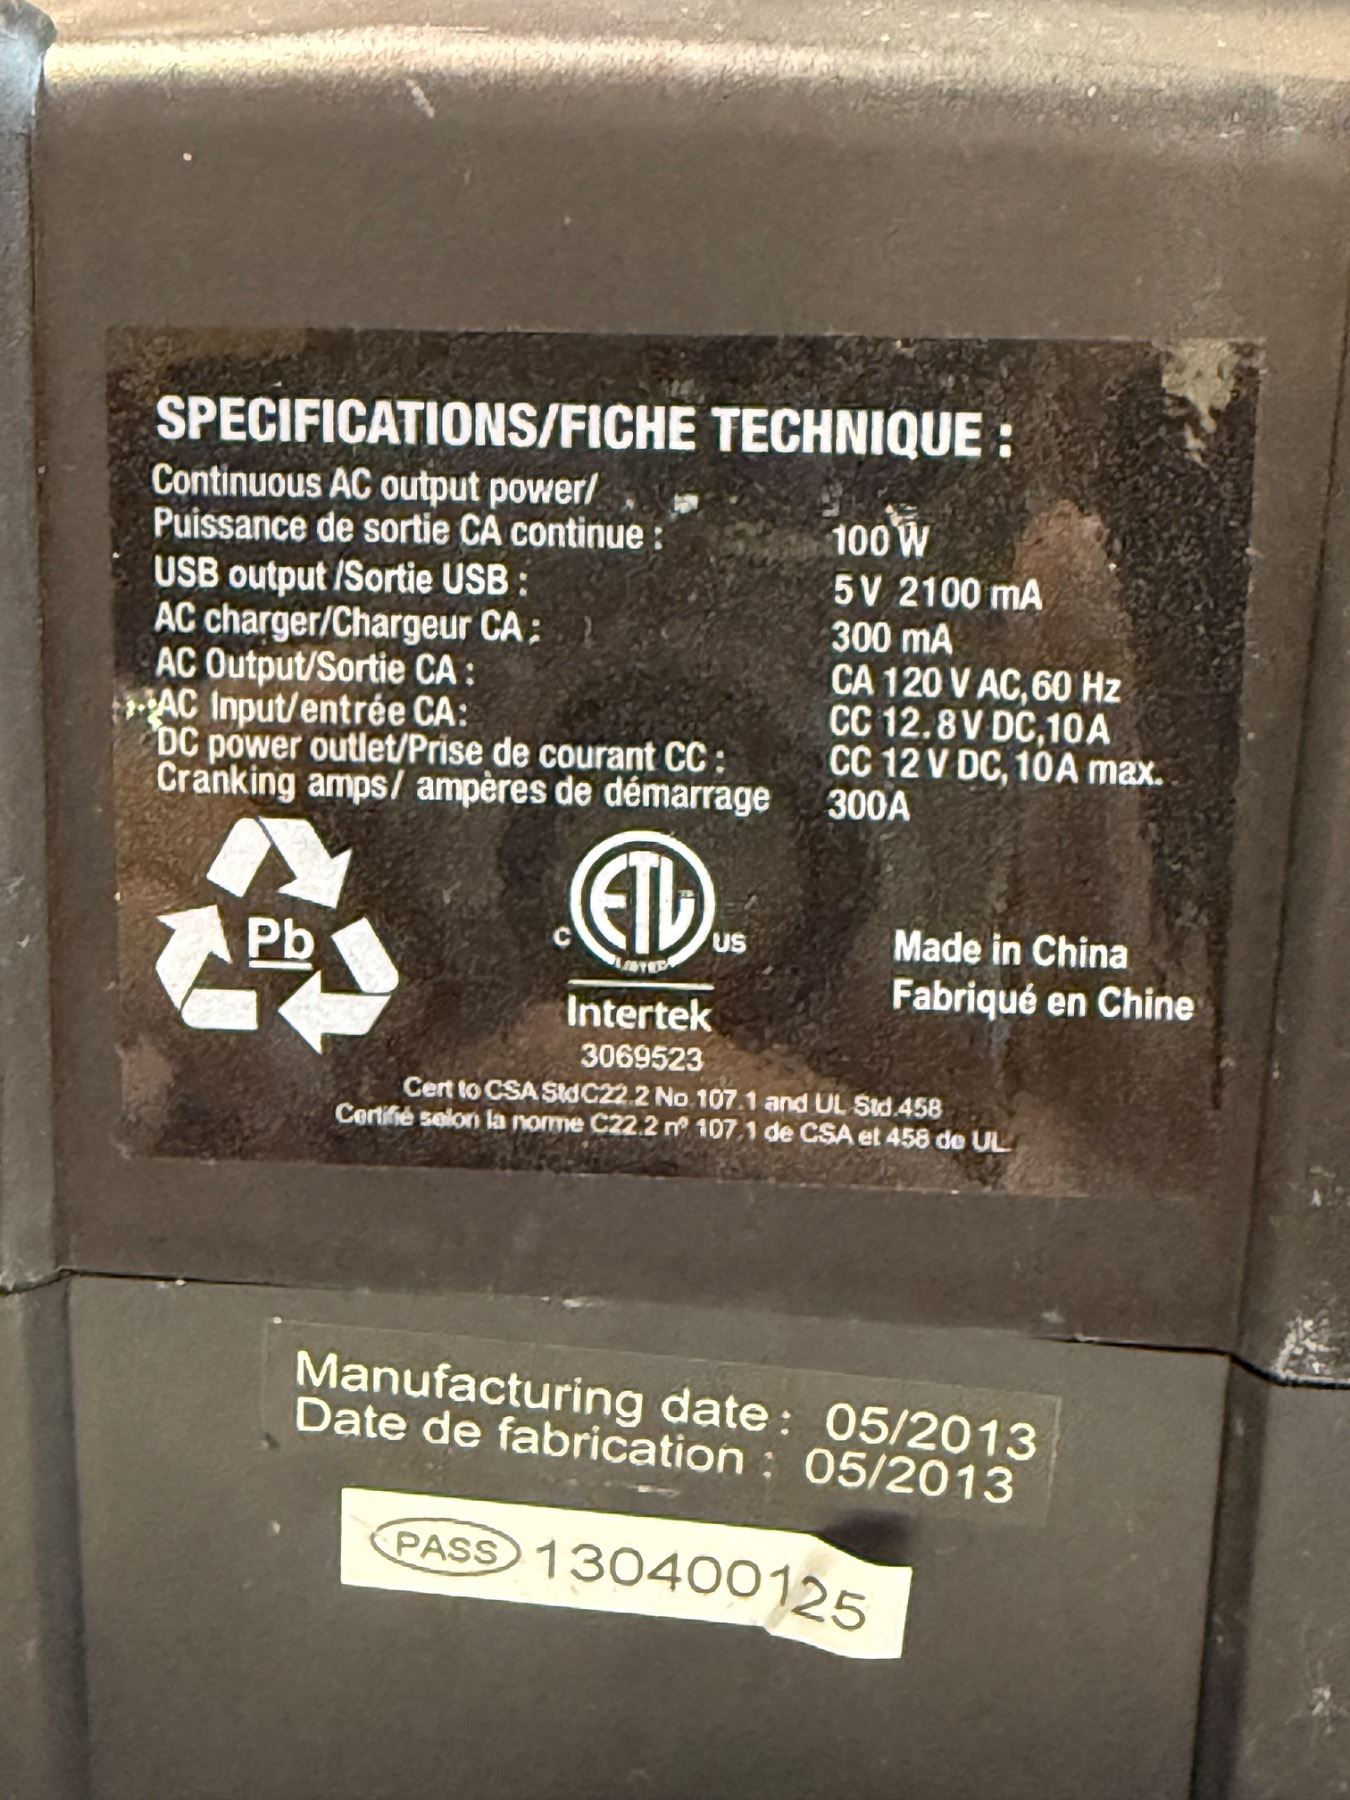 SPECIFICATIONS/FICHE TECHNIQUE :
Continuous AC output power/
Puissance de sortie CA continue : 100 W
USB output /Sortie USB : 5 V 2100 mA
AC charger/Chargeur CA : 300 mA
AC Output/Sortie CA : CA 120 V AC, 60 Hz
AC Input/entrée CA: CC 12.8 V DC, 10 A
DC power outlet/Prise de courant CC : CC 12 V DC, 10 A max.
Cranking amps/ ampères de démarrage 300A
Pb
C ETL US
LISTED
Intertek
3069523
Made in China
Fabriqué en Chine
Cert to CSA Std C22.2 No.107.1 and UL Std.458
Certifié selon la norme C22.2 nº 107.1 de CSA et 458 de UL
Manufacturing date : 05/2013
Date de fabrication : 05/2013
PASS 130400125